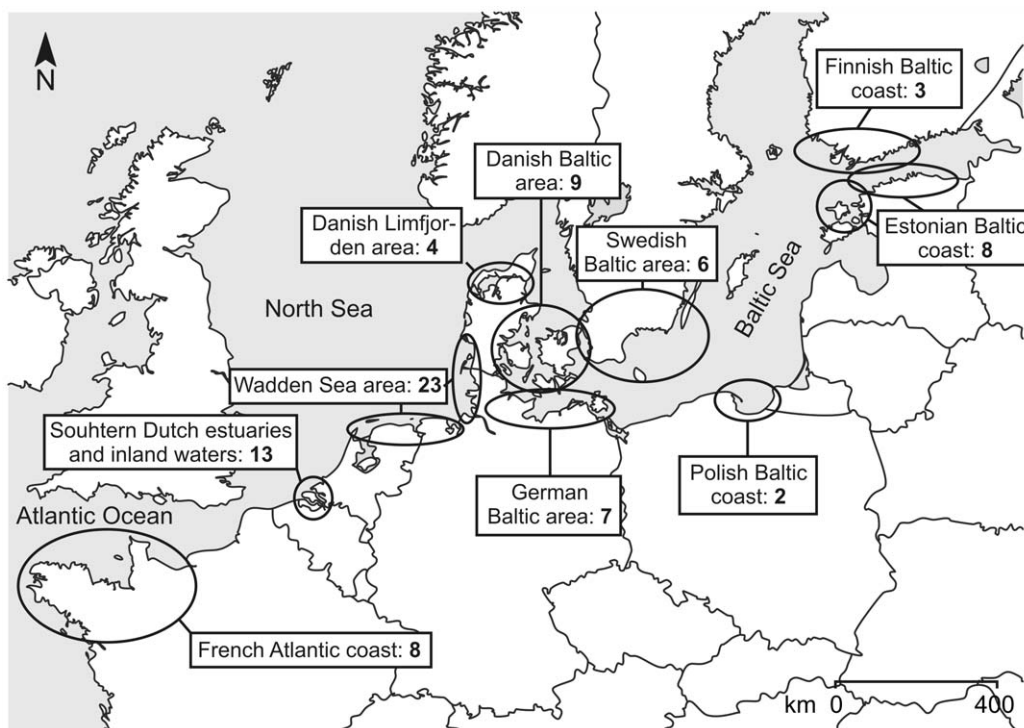 N
Finnish Baltic
coast: 3
Danish Baltic
area: 9
Danish Limfjor-
den area: 4
Swedish
Baltic area: 6
Estonian Baltic
coast: 8
North Sea
Baltic Sea
Wadden Sea area: 23
Souhtern Dutch estuaries
and inland waters: 13
German
Baltic area: 7
Polish Baltic
coast: 2
Atlantic Ocean
French Atlantic coast: 8
km 0 400